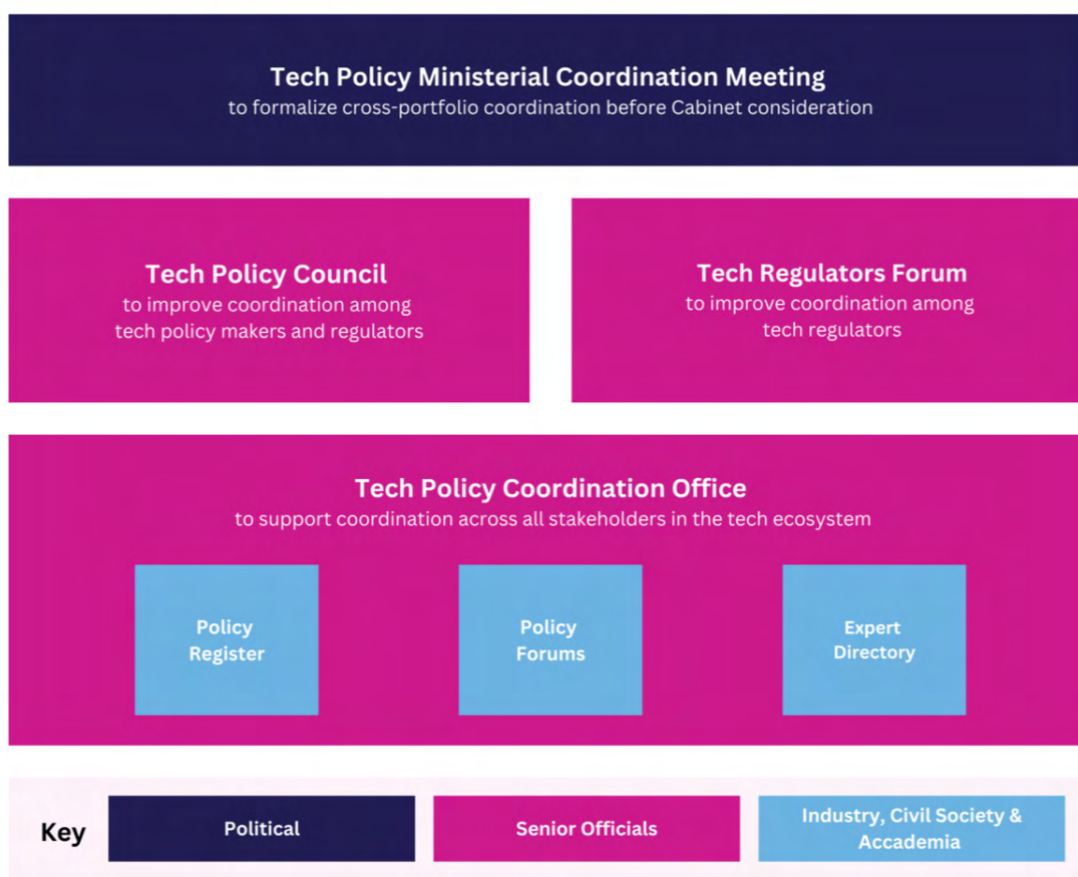 Tech Policy Ministerial Coordination Meeting
to formalize cross-portfolio coordination before Cabinet consideration
Tech Policy Council
to improve coordination among
tech policy makers and regulators
Tech Regulators Forum
to improve coordination among
tech regulators
Tech Policy Coordination Office
to support coordination across all stakeholders in the tech ecosystem
Policy
Register
Policy
Forums
Expert
Directory
Key
Political
Senior Officials
Industry, Civil Society &
Accademia